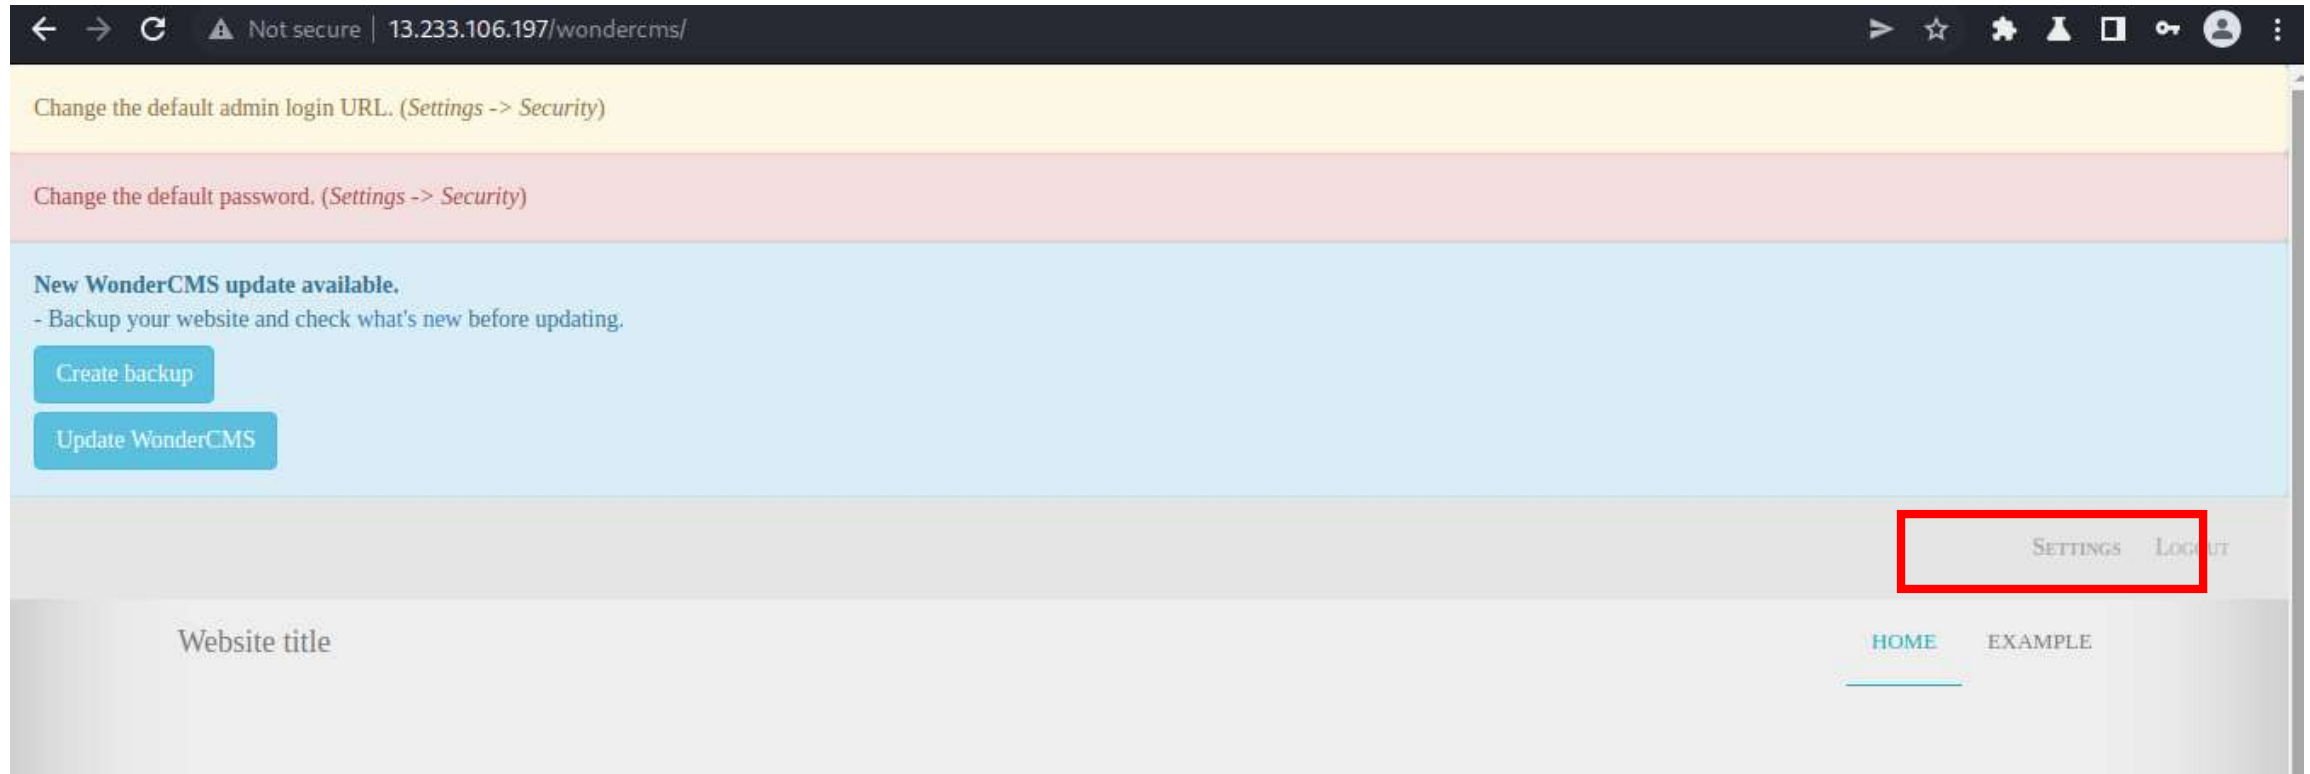 Not secure | 13.233.106.197/wondercms/
Change the default admin login URL. (Settings -> Security)
Change the default password. (Settings -> Security)
New WonderCMS update available.
- Backup your website and check what's new before updating.
Create backup
Update WonderCMS
SETTINGS LOGOUT
Website title HOME EXAMPLE